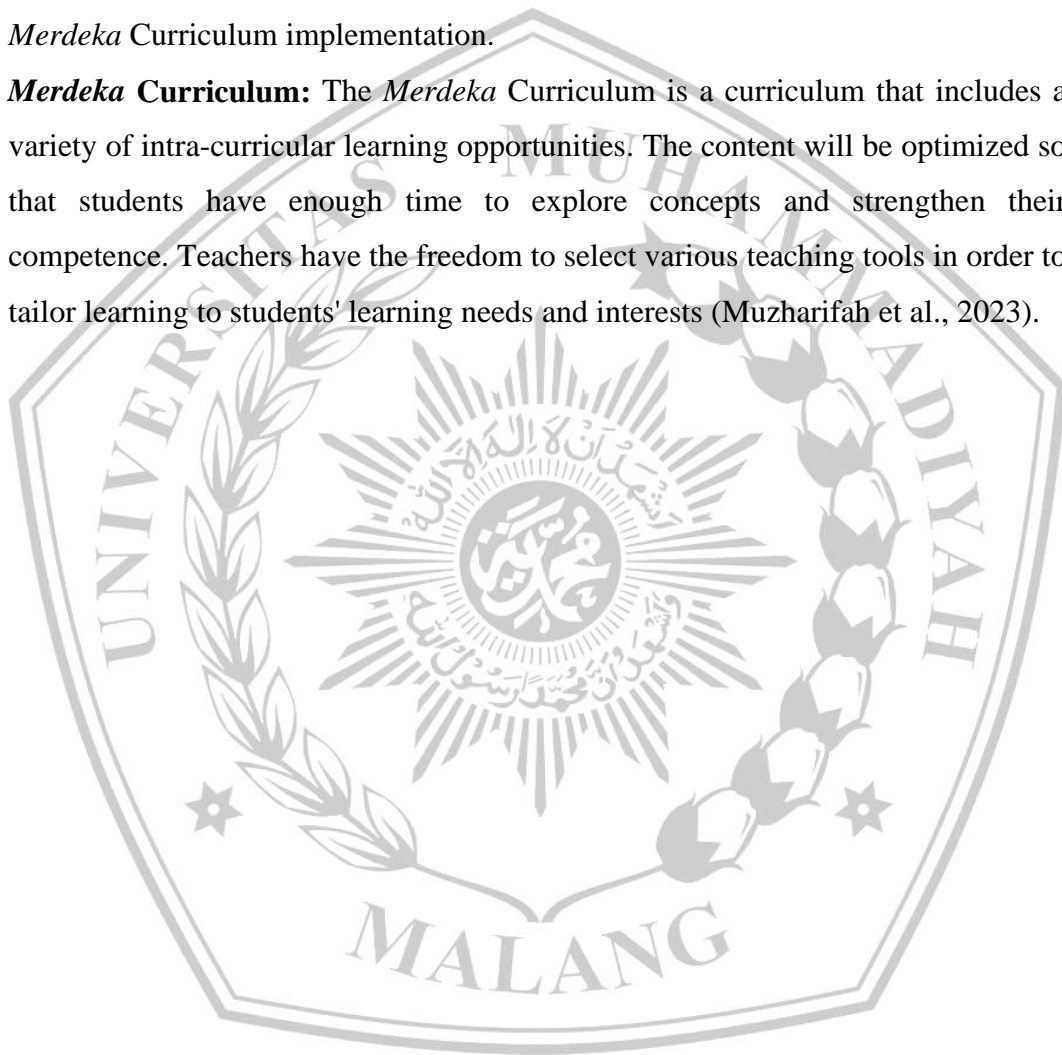 Merdeka Curriculum implementation.
Merdeka Curriculum: The Merdeka Curriculum is a curriculum that includes a
variety of intra-curricular learning opportunities. The content will be optimized so
that students have enough time to explore concepts and strengthen their
competence. Teachers have the freedom to select various teaching tools in order to
tailor learning to students' learning needs and interests (Muzharifah et al., 2023).
UNIVERSITAS MUHAMMADIYAH
MALANG